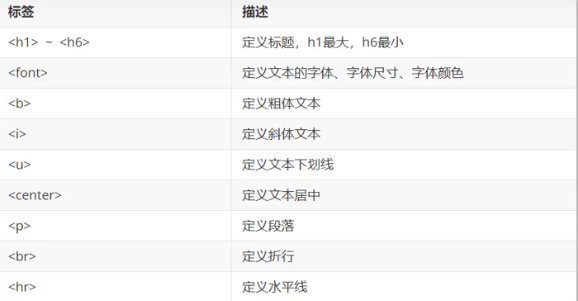 标签 描述
<h1> ~ <h6> 定义标题，h1最大，h6最小
<font> 定义文本的字体、字体尺寸、字体颜色
<b> 定义粗体文本
<i> 定义斜体文本
<u> 定义文本下划线
<center> 定义文本居中
<p> 定义段落
<br> 定义折行
<hr> 定义水平线